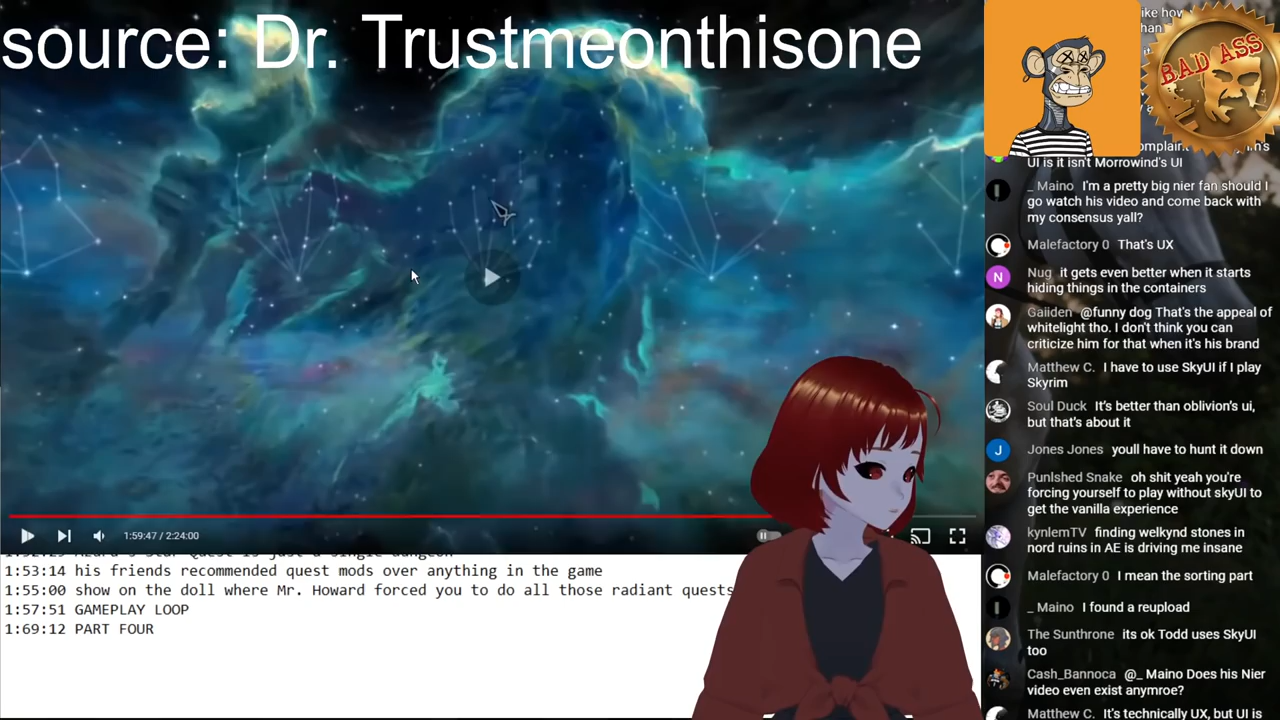 source: Dr. Trustmeonthisone
BAD ASS
UI is it isn't Morrowind's UI
_ Maino I'm a pretty big nier fan should I
go watch his video and come back with
my consensus yall?
Malefactory 0 That's UX
Nug it gets even better when it starts
hiding things in the containers
Gaiiden @funny dog That's the appeal of
whitelight tho. I don't think you can
criticize him for that when it's his brand
Matthew C. I have to use SkyUI if I play
Skyrim
Soul Duck It's better than oblivion's ui,
but that's about it
Jones Jones youll have to hunt it down
Punlshed Snake oh shit yeah you're
forcing yourself to play without skyUI to
get the vanilla experience
kynlemTV finding welkynd stones in
nord ruins in AE is driving me insane
Malefactory 0 I mean the sorting part
_ Maino I found a reupload
The Sunthrone its ok Todd uses SkyUI
too
Cash_Bannoca @_ Maino Does his Nier
video even exist anymroe?
Matthew C. It's technically UX, but UI is
1:59:47 / 2:24:00
1:53:14 his friends recommended quest mods over anything in the game
1:55:00 show on the doll where Mr. Howard forced you to do all those radiant quests
1:57:51 GAMEPLAY LOOP
1:69:12 PART FOUR